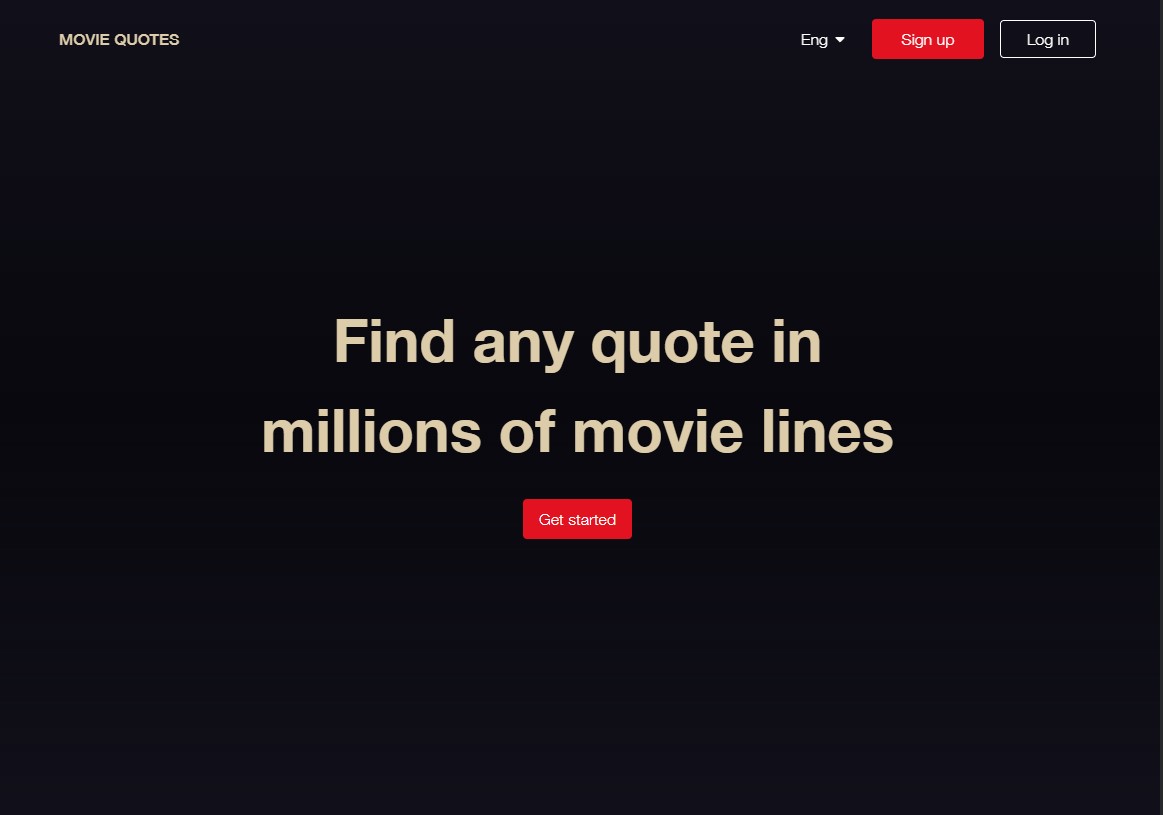 MOVIE QUOTES
Eng
Sign up
Log in
Find any quote in
millions of movie lines
Get started